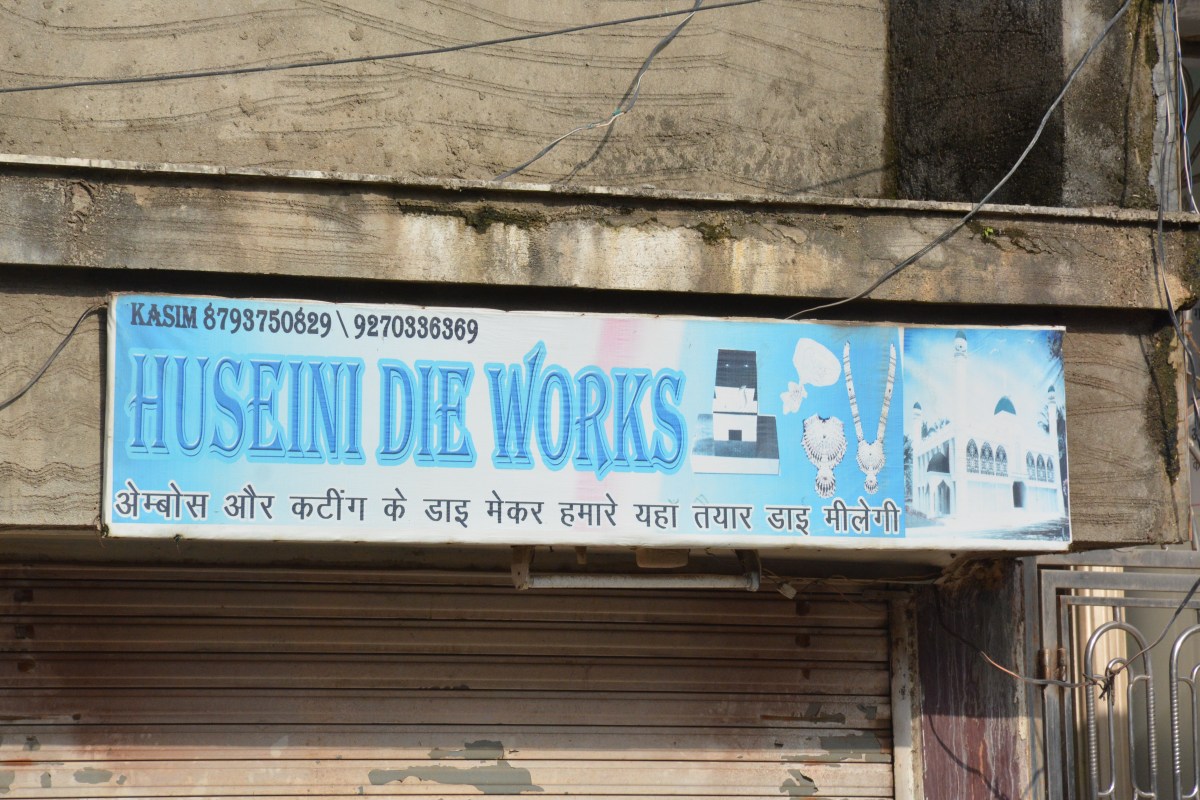 KASIM 8793750829 \ 9270336369
HUSEINI DIE WORKS
अेम्बोस और कटींग के डाइ मेकर हमारे यहाँ तयार डाइ मीलेगी